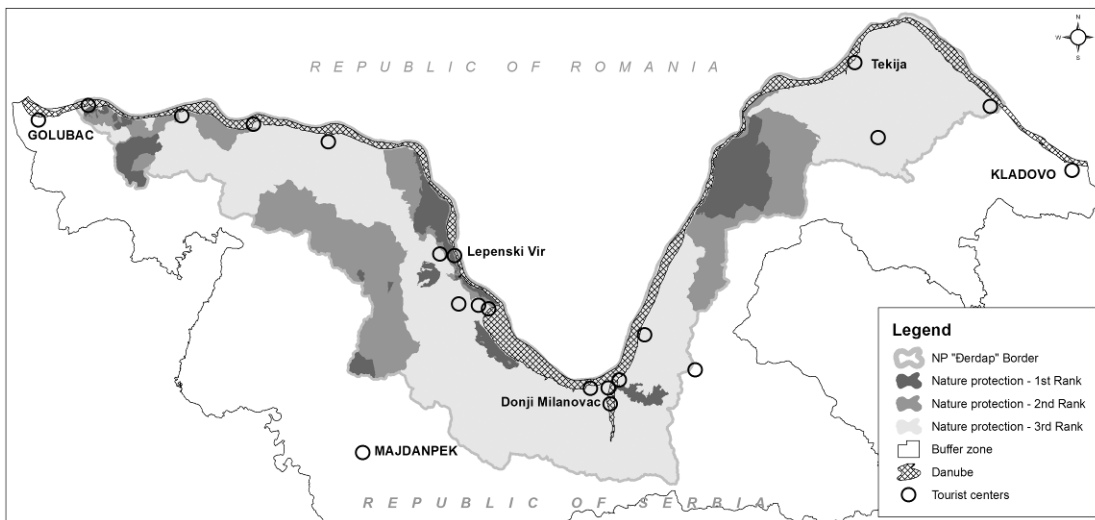 N
W
S
REPUBLIC OF ROMANIA
Tekija
GOLUBAC
KLADOVO
Lepenski Vir
Donji Milanovac
MAJDANPEK
REPUBLIC OF SERBIA
Legend
NP "Đerdap" Border
Nature protection - 1st Rank
Nature protection - 2nd Rank
Nature protection - 3rd Rank
Buffer zone
Danube
Tourist centers